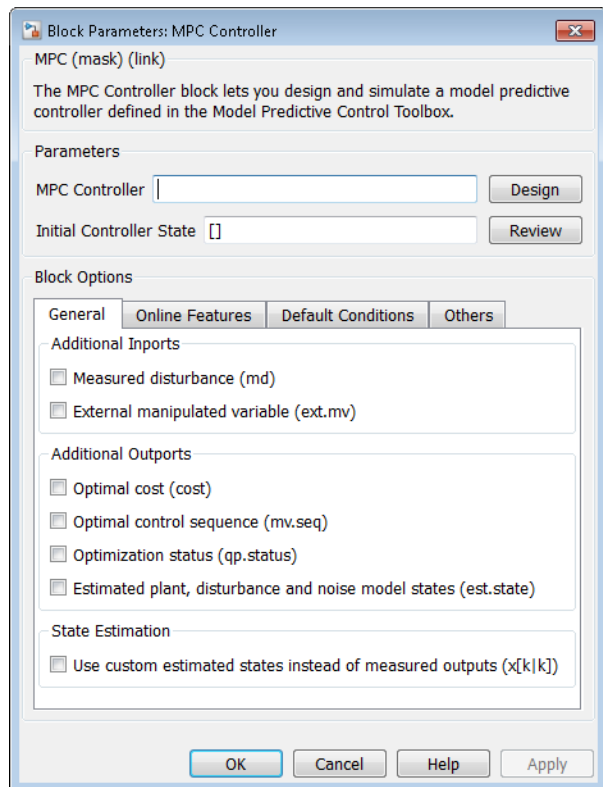 Block Parameters: MPC Controller
MPC (mask) (link)
The MPC Controller block lets you design and simulate a model predictive
controller defined in the Model Predictive Control Toolbox.
Parameters
MPC Controller Design
Initial Controller State [] Review
Block Options
General Online Features Default Conditions Others
Additional Inports
Measured disturbance (md)
External manipulated variable (ext.mv)
Additional Outports
Optimal cost (cost)
Optimal control sequence (mv.seq)
Optimization status (qp.status)
Estimated plant, disturbance and noise model states (est.state)
State Estimation
Use custom estimated states instead of measured outputs (x[k|k])
OK Cancel Help Apply